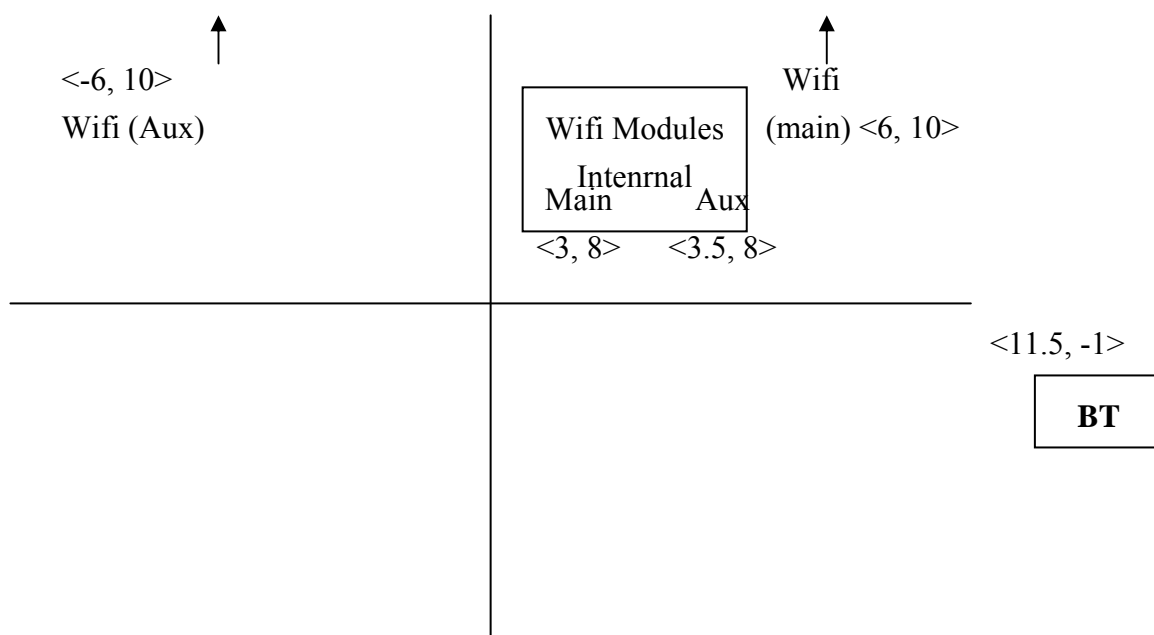 <-6, 10>
Wifi (Aux)
Wifi Modules
Intenrnal
Main Aux
<3, 8> <3.5, 8>
Wifi
(main) <6, 10>
<11.5, -1>
BT